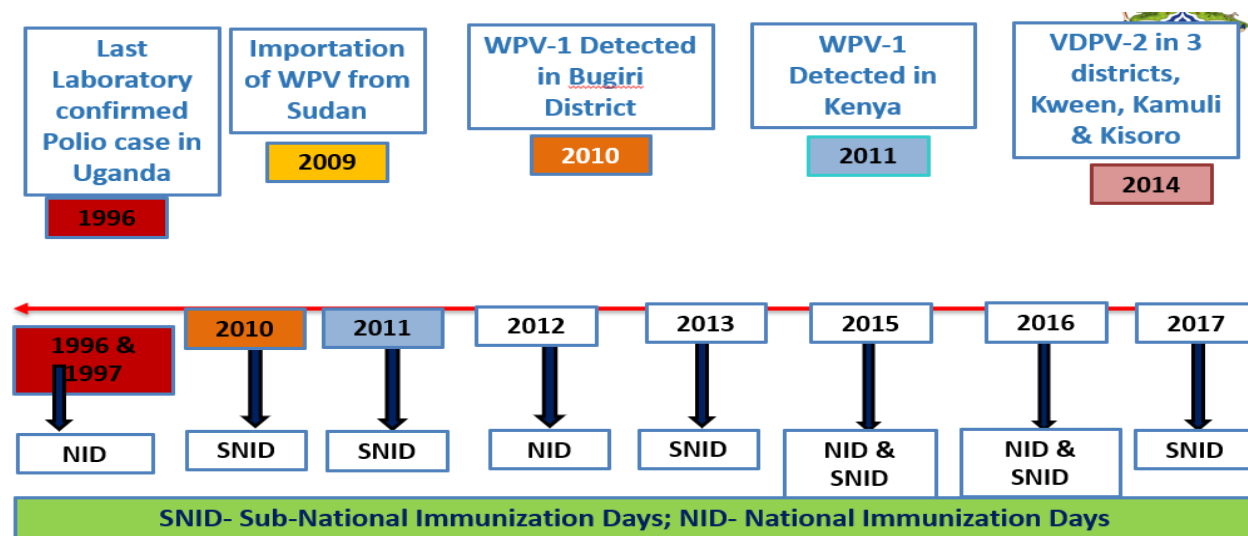 Last
Laboratory
confirmed
Polio case in
Uganda
1996
Importation
of WPV from
Sudan
2009
WPV-1 Detected
in Bugiri
District
2010
WPV-1
Detected in
Kenya
2011
VDPV-2 in 3
districts,
Kween, Kamuli
& Kisoro
2014
1996 &
1997
2010
2011
2012
2013
2015
2016
2017
NID
SNID
SNID
NID
SNID
NID &
SNID
NID &
SNID
SNID
SNID- Sub-National Immunization Days; NID- National Immunization Days